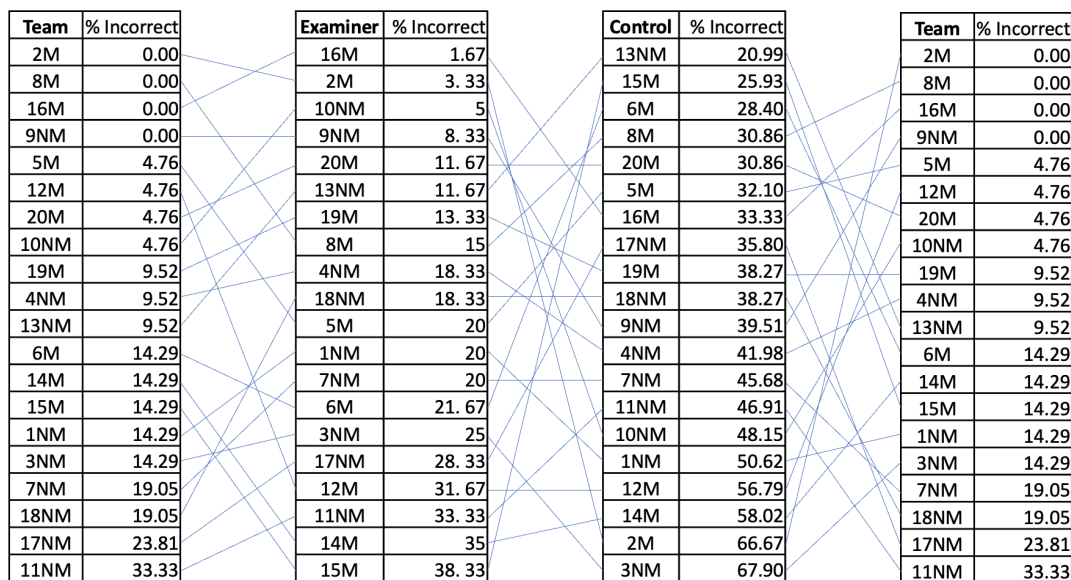 Team % Incorrect Examiner % Incorrect Control % Incorrect Team % Incorrect
2M 0.00 16M 1.67 13NM 20.99 2M 0.00
8M 0.00 2M 3. 33 15M 25.93 8M 0.00
16M 0.00 10NM 5 6M 28.40 16M 0.00
9NM 0.00 9NM 8. 33 8M 30.86 9NM 0.00
5M 4.76 20M 11. 67 20M 30.86 5M 4.76
12M 4.76 13NM 11. 67 5M 32.10 12M 4.76
20M 4.76 19M 13. 33 16M 33.33 20M 4.76
10NM 4.76 8M 15 17NM 35.80 10NM 4.76
19M 9.52 4NM 18. 33 19M 38.27 19M 9.52
4NM 9.52 18NM 18. 33 18NM 38.27 4NM 9.52
13NM 9.52 5M 20 9NM 39.51 13NM 9.52
6M 14.29 1NM 20 4NM 41.98 6M 14.29
14M 14.29 7NM 20 7NM 45.68 14M 14.29
15M 14.29 6M 21. 67 11NM 46.91 15M 14.29
1NM 14.29 3NM 25 10NM 48.15 1NM 14.29
3NM 14.29 17NM 28. 33 1NM 50.62 3NM 14.29
7NM 19.05 12M 31. 67 12M 56.79 7NM 19.05
18NM 19.05 11NM 33. 33 14M 58.02 18NM 19.05
17NM 23.81 14M 35 2M 66.67 17NM 23.81
11NM 33.33 15M 38. 33 3NM 67.90 11NM 33.33